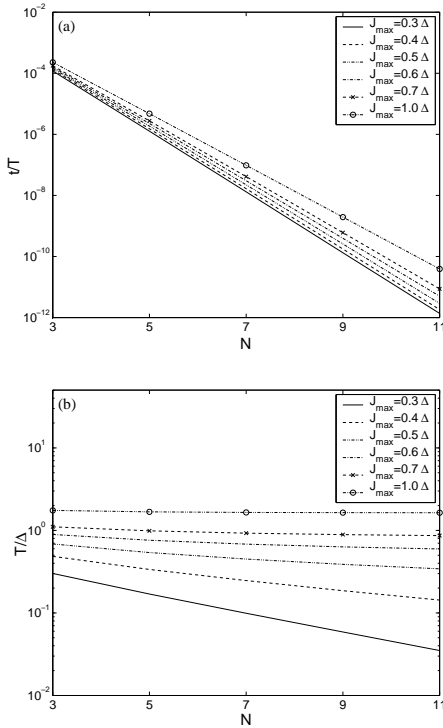 (a)
10^-2
10^-4
10^-6
10^-8
10^-10
10^-12
t/T
3 5 7 9 11
N
J_max=0.3 Δ
J_max=0.4 Δ
J_max=0.5 Δ
J_max=0.6 Δ
J_max=0.7 Δ
J_max=1.0 Δ
(b)
10^1
10^0
10^-1
10^-2
T/Δ
3 5 7 9 11
N
J_max=0.3 Δ
J_max=0.4 Δ
J_max=0.5 Δ
J_max=0.6 Δ
J_max=0.7 Δ
J_max=1.0 Δ